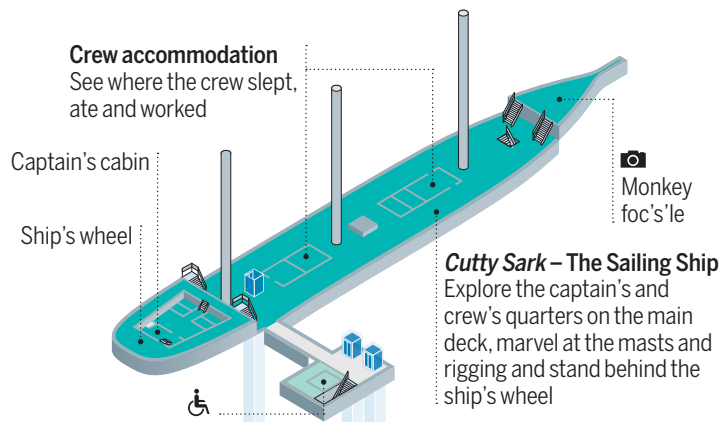 Crew accommodation
See where the crew slept,
ate and worked
Captain’s cabin
Ship’s wheel
Monkey
foc’s’le
Cutty Sark – The Sailing Ship
Explore the captain’s and
crew’s quarters on the main
deck, marvel at the masts and
rigging and stand behind the
ship’s wheel